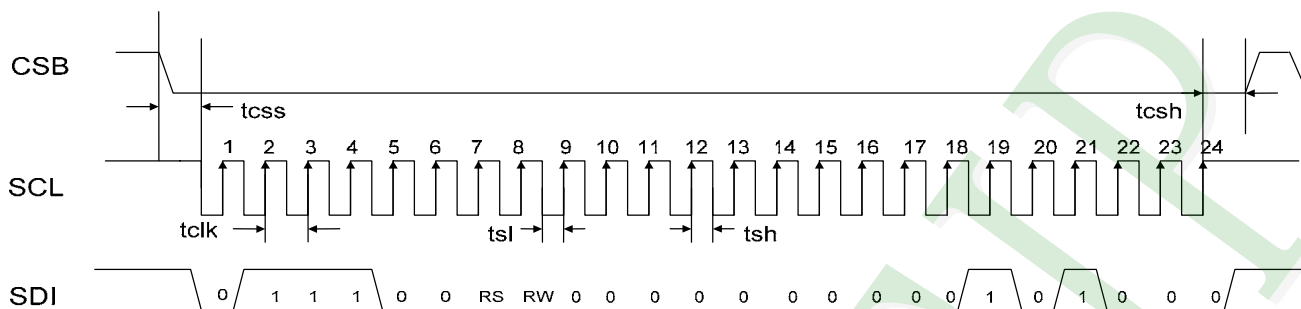 CSB
tcss
tcsh
1 2 3 4 5 6 7 8 9 10 11 12 13 14 15 16 17 18 19 20 21 22 23 24
SCL
tclk
tsl
tsh
SDI 0 1 1 1 0 0 RS RW 0 0 0 0 0 0 0 0 0 0 1 0 1 0 0 0